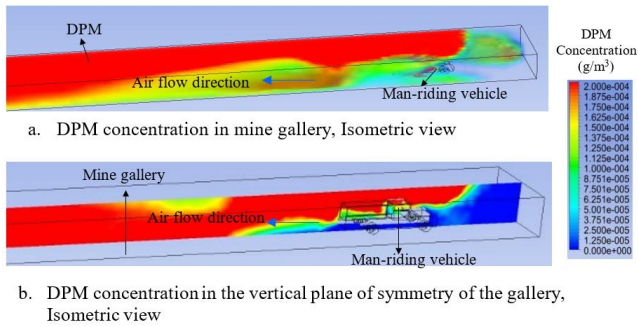 DPM
Air flow direction
Man-riding vehicle
a. DPM concentration in mine gallery, Isometric view
Mine gallery
Air flow direction
Man-riding vehicle
b. DPM concentration in the vertical plane of symmetry of the gallery,
Isometric view
DPM
Concentration
(g/m³)
2.000e-004
1.875e-004
1.750e-004
1.625e-004
1.500e-004
1.375e-004
1.250e-004
1.125e-004
1.000e-004
8.751e-005
7.501e-005
6.251e-005
5.001e-005
3.751e-005
2.500e-005
1.250e-005
0.000e+000